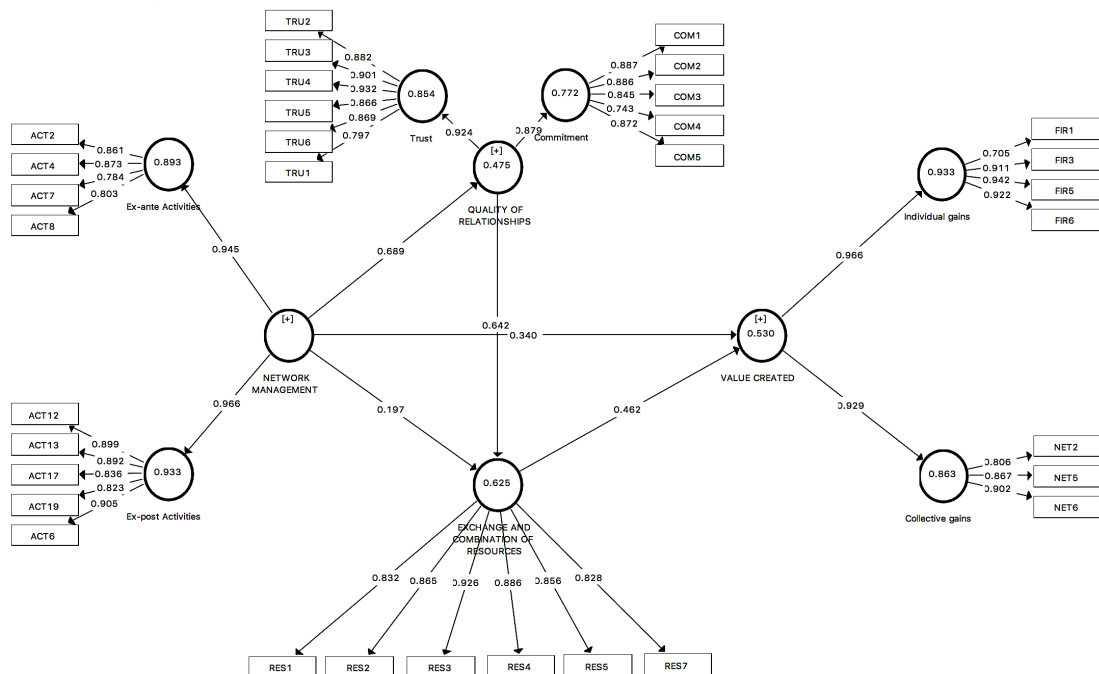 TRU2
TRU3
TRU4
TRU5
TRU6
TRU1
0.882
0.901
0.932
0.866
0.869
0.797
0.854
Trust
0.924
COM1
COM2
COM3
COM4
COM5
0.887
0.886
0.845
0.743
0.872
0.772
Commitment
0.879
[+]
0.475
QUALITY OF
RELATIONSHIPS
ACT2
ACT4
ACT7
ACT8
0.861
0.873
0.784
0.803
0.893
Ex-ante Activities
0.945
0.689
FIR1
FIR3
FIR5
FIR6
0.705
0.911
0.942
0.922
0.933
Individual gains
0.966
[+]
NETWORK
MANAGEMENT
0.642
0.340
[+]
0.530
VALUE CREATED
0.966
0.197
0.462
0.929
ACT12
ACT13
ACT17
ACT19
ACT6
0.899
0.892
0.836
0.823
0.905
0.933
Ex-post Activities
0.625
EXCHANGE AND
COMBINATION OF
RESOURCES
0.863
Collective gains
0.806
0.867
0.902
NET2
NET5
NET6
0.832
0.865
0.926
0.886
0.856
0.828
RES1
RES2
RES3
RES4
RES5
RES7